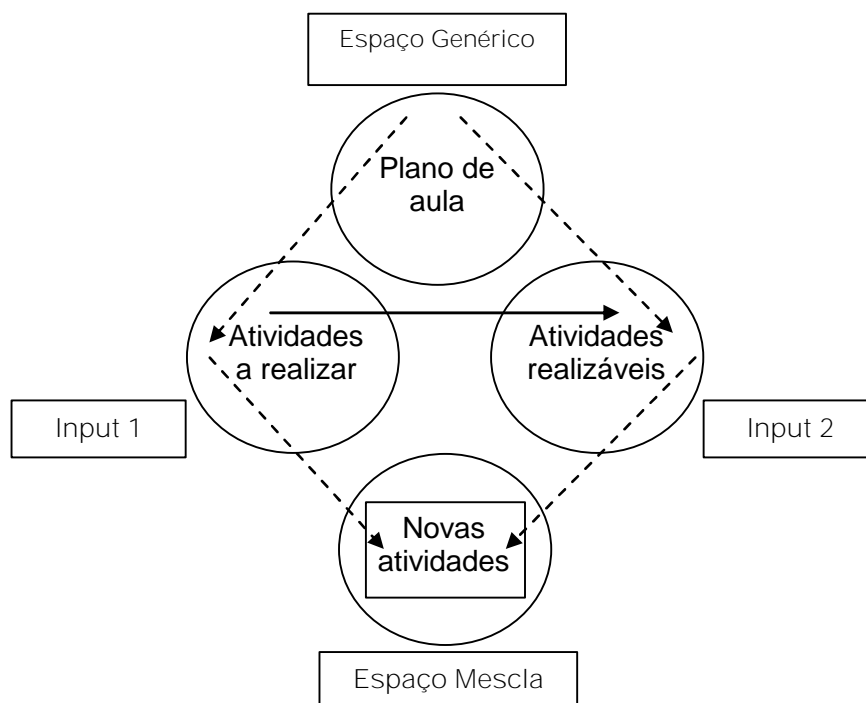 Espaço Genérico
Plano de
aula
Atividades
a realizar
Atividades
realizáveis
Input 1
Input 2
Novas
atividades
Espaço Mescla